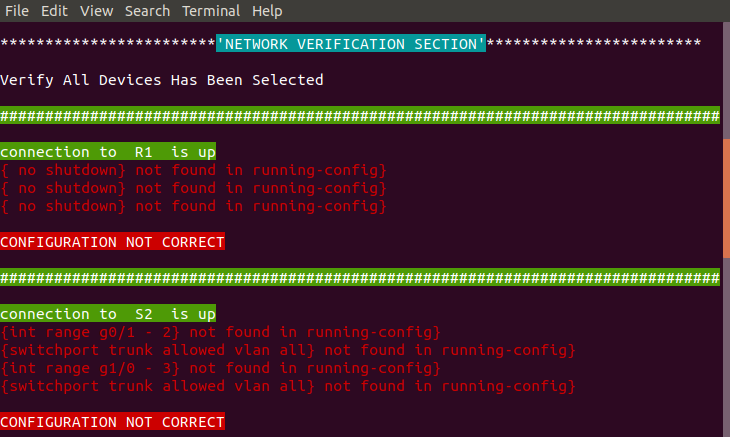 File Edit View Search Terminal Help
************************'NETWORK VERIFICATION SECTION'************************
Verify All Devices Has Been Selected
################################################################################
connection to  R1  is up
{ no shutdown} not found in running-config}
{ no shutdown} not found in running-config}
{ no shutdown} not found in running-config}
CONFIGURATION NOT CORRECT
################################################################################
connection to  S2  is up
{int range g0/1 - 2} not found in running-config}
{switchport trunk allowed vlan all} not found in running-config}
{int range g1/0 - 3} not found in running-config}
{switchport trunk allowed vlan all} not found in running-config}
CONFIGURATION NOT CORRECT